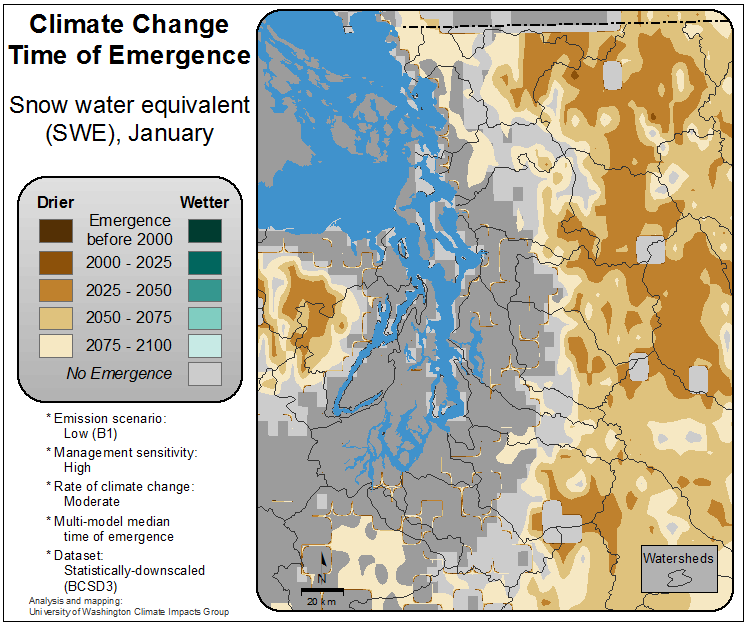 Climate Change
Time of Emergence
Snow water equivalent
(SWE), January
Drier
Wetter
Emergence
before 2000
2000 - 2025
2025 - 2050
2050 - 2075
2075 - 2100
No Emergence
* Emission scenario:
Low (B1)
* Management sensitivity:
High
* Rate of climate change:
Moderate
* Multi-model median
time of emergence
* Dataset:
Statistically-downscaled
(BCSD3)
Analysis and mapping:
University of Washington Climate Impacts Group
N
20 km
Watersheds